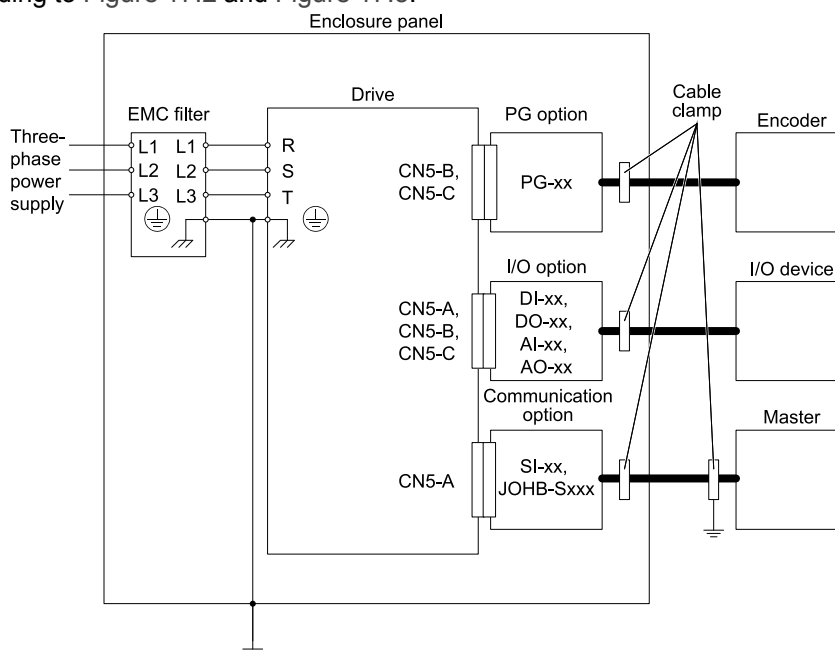 ding to Figure 17.2 and Figure 17.3.
Enclosure panel
Drive
EMC filter
Three-
phase
power
supply
L1 L1
L2 L2
L3 L3
R
S
T
PG option
CN5-B,
CN5-C
PG-xx
Cable
clamp
Encoder
I/O option
CN5-A,
CN5-B,
CN5-C
DI-xx,
DO-xx,
AI-xx,
AO-xx
I/O device
Communication
option
CN5-A
SI-xx,
JOHB-Sxxx
Master